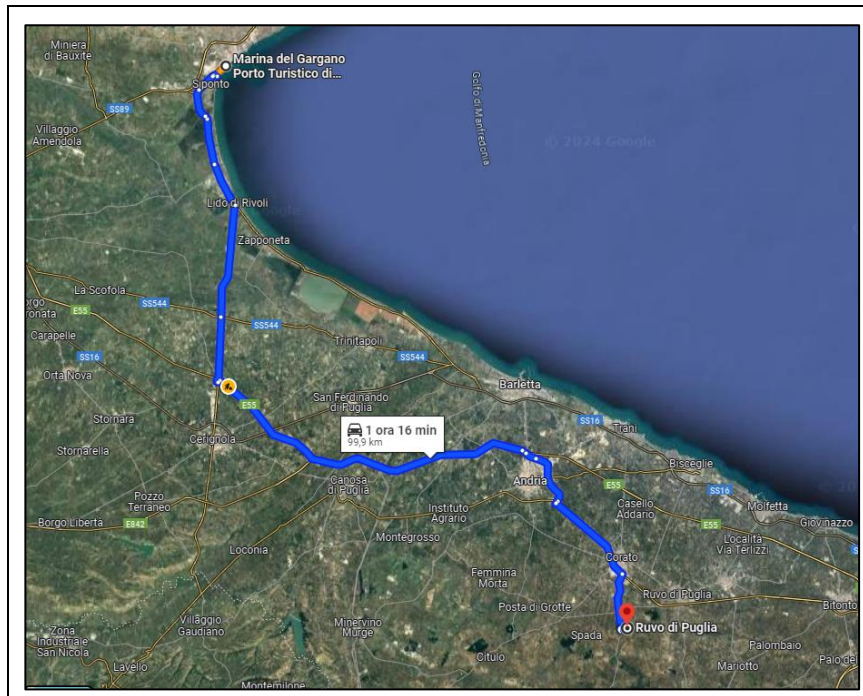 Miniera
di Bauxite
Marina del Gargano
Porto Turistico di...
Siponto
SS89
Villaggio
Amendola
Golfo di Manfredonia
© 2024 Google
Lido di Rivoli
Zapponeta
La Scofola
SS544
E55
SS544
Carapelle
SS16
Trinitapoli
SS544
Orta Nova
Barletta
San Ferdinando
di Puglia
E55
Stornara
SS16
Trani
Cerignola
1 ora 16 min
99,9 km
Stornarella
Bisceglie
Canosa
di Puglia
Andria
E55
SS16
Pozzo
Terraneo
Instituto
Agrario
Casello
Addario
Molfetta
Borgo Liberta
E842
Montegrosso
E55
Giovinazzo
Località
Via Terlizzi
Loconia
Corato
Femmina
Morta
Ruvo di Puglia
Posta di Grotte
Bitonto
Villaggio
Gaudiano
Minervino
Murge
Spada
Ruvo di Puglia
Zona
Industriale
San Nicola
Palombaio
Citulo
Mariotto
Lavello
Montemilone